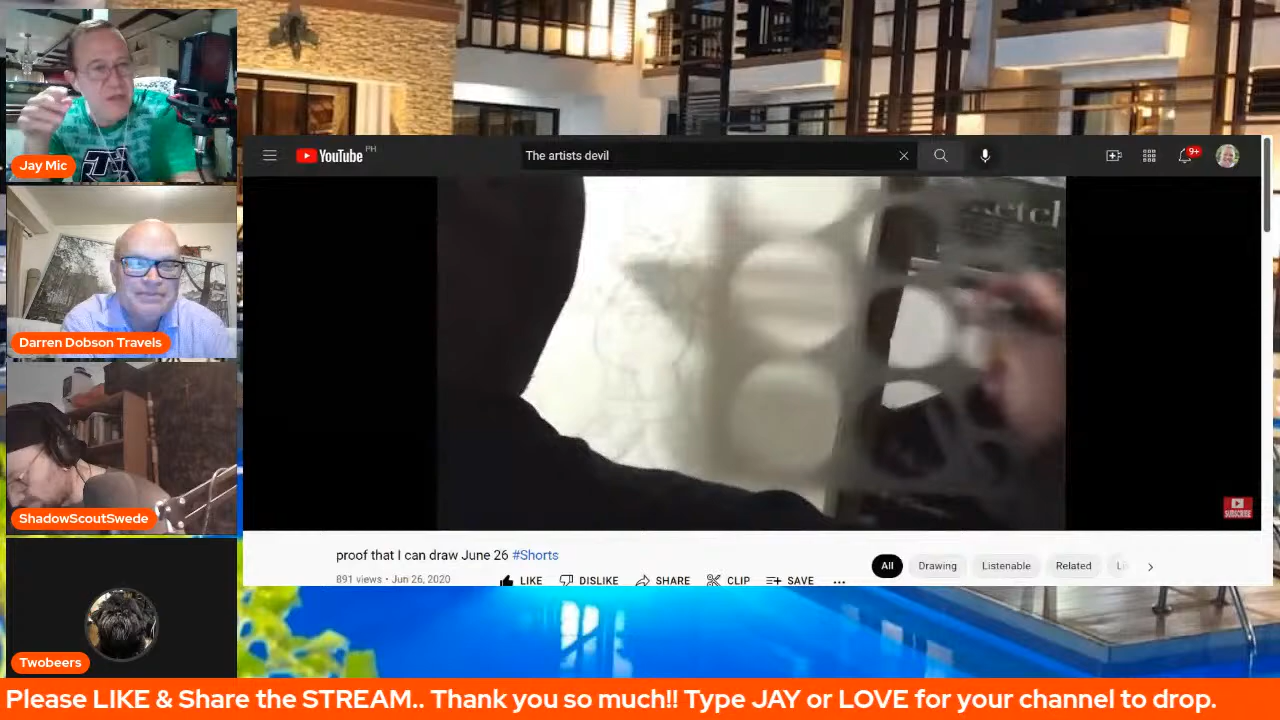 Jay Mic
Darren Dobson Travels
ShadowScoutSwede
Twobeers
YouTube PH
The artists devil
9+
SUBSCRIBE
proof that I can draw June 26 #Shorts
891 views • Jun 26, 2020
LIKE DISLIKE SHARE CLIP SAVE ...
All Drawing Listenable Related
Please LIKE & Share the STREAM.. Thank you so much!! Type JAY or LOVE for your channel to drop.